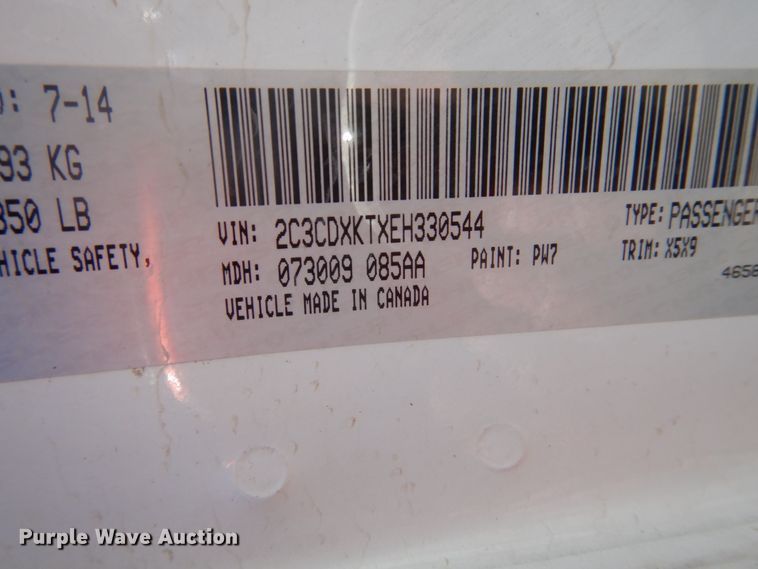 D: 7-14
93 KG
850 LB
HICLE SAFETY,
VIN: 2C3CDXKTXEH330544
MDH: 073009 085AA
PAINT: PW7
VEHICLE MADE IN CANADA
TYPE: PASSENGER
TRIM: X5X9
4656
Purple Wave Auction